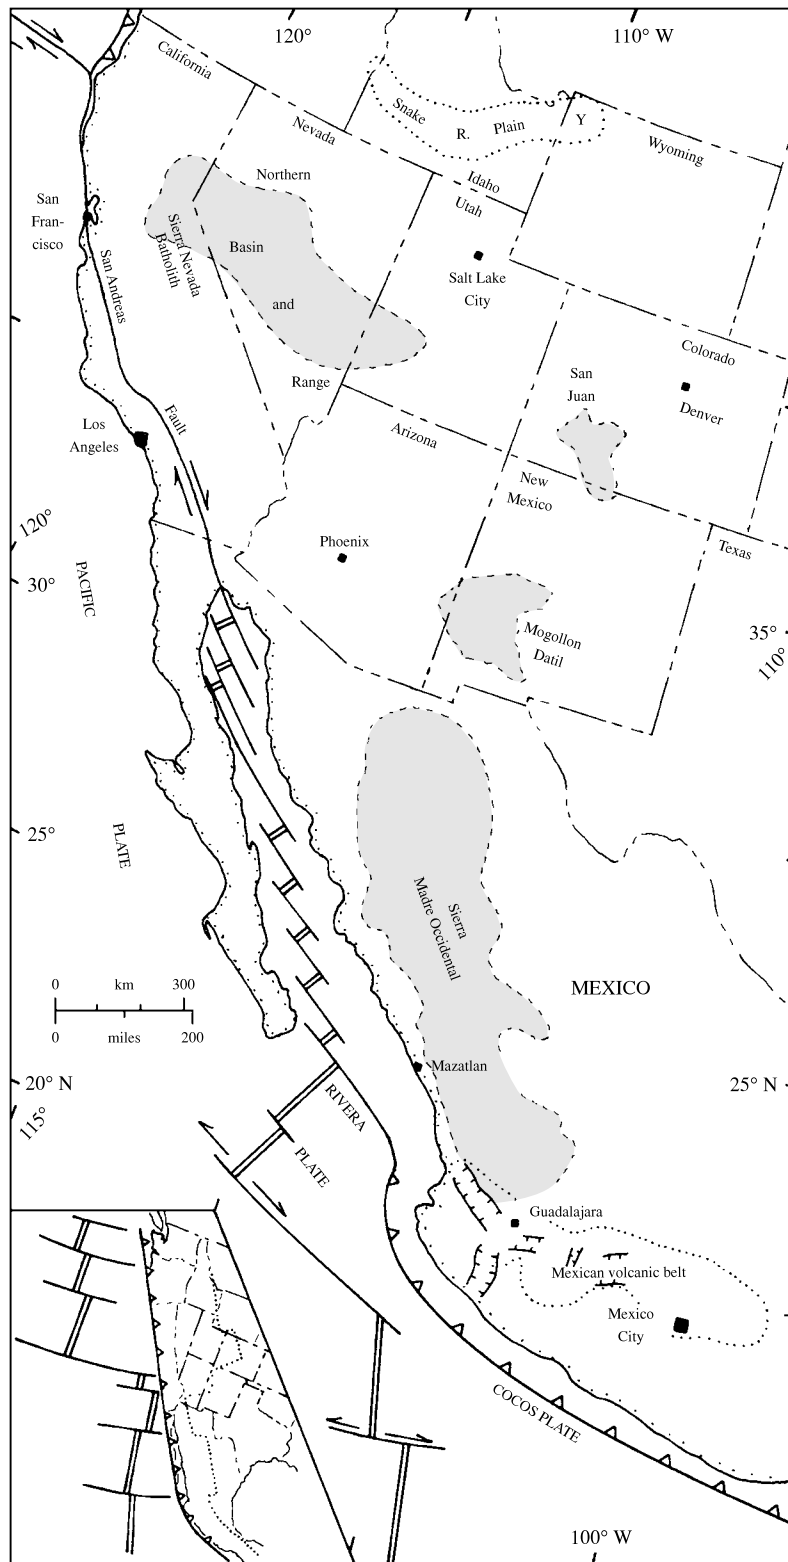 120°
110° W
California
Nevada
Snake
R.
Plain
Y
Wyoming
Northern
Idaho
Utah
San
Fran-
cisco
Sierra Nevada
Batholith
Basin
and
Range
San Andreas
Fault
Salt Lake
City
Colorado
San
Juan
Denver
Los
Angeles
Arizona
New
Mexico
Texas
120°
30°
PACIFIC
Phoenix
35°
110°
Mogollon
Datil
25°
PLATE
Sierra
Madre Occidental
0
km
300
0
miles
200
MEXICO
Mazatlan
20° N
115°
25° N
RIVERA
PLATE
Guadalajara
Mexican volcanic belt
Mexico
City
COCOS PLATE
100° W